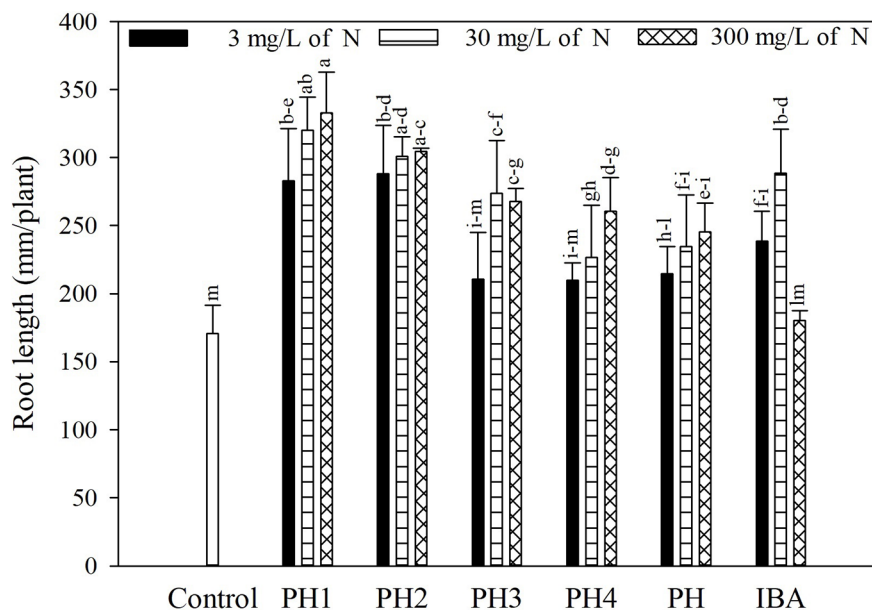 400
3 mg/L of N 30 mg/L of N 300 mg/L of N
350
300
250
200
150
100
50
0
Root length (mm/plant)
m
b-e
ab
a
b-d
a-d
a-c
i-m
c-f
c-g
i-m
gh
d-g
h-l
f-i
e-i
f-i
b-d
lm
Control PH1 PH2 PH3 PH4 PH IBA